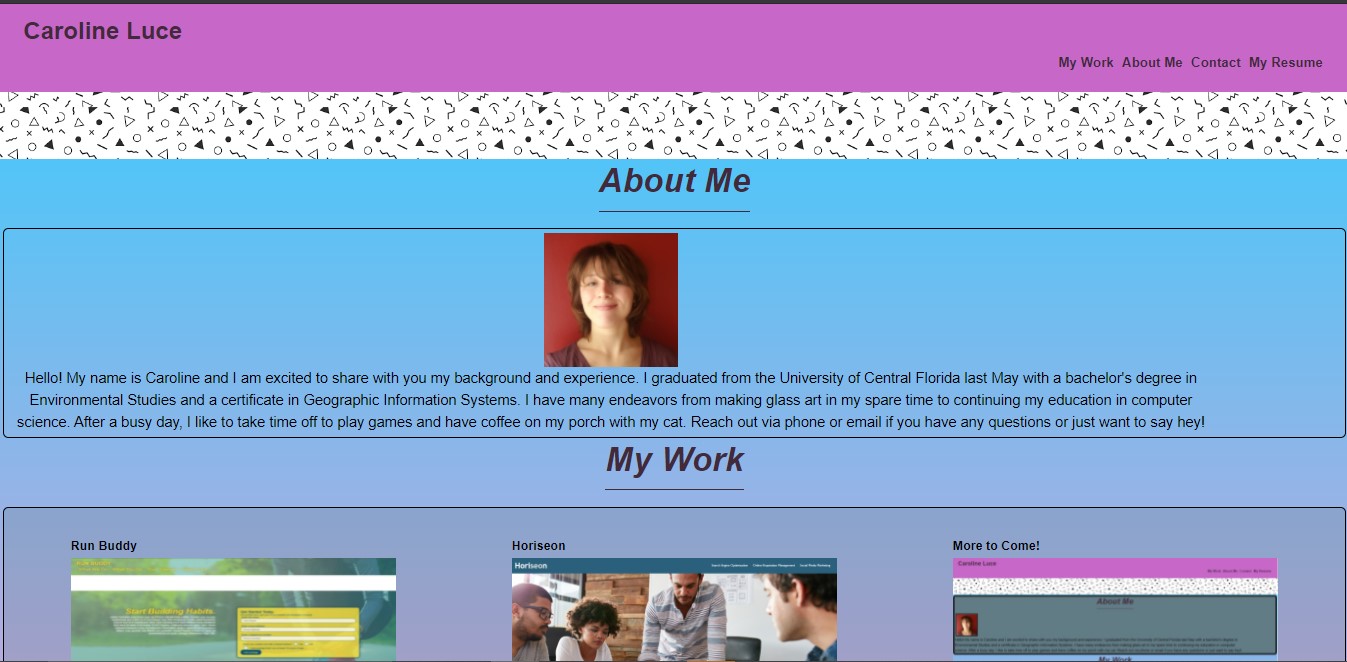 Caroline Luce
My Work About Me Contact My Resume
About Me
Hello! My name is Caroline and I am excited to share with you my background and experience. I graduated from the University of Central Florida last May with a bachelor's degree in
Environmental Studies and a certificate in Geographic Information Systems. I have many endeavors from making glass art in my spare time to continuing my education in computer
science. After a busy day, I like to take time off to play games and have coffee on my porch with my cat. Reach out via phone or email if you have any questions or just want to say hey!
My Work
Run Buddy
Horiseon
More to Come!
Start Building Habits.
Horiseon
Caroline Luce
About Me
My Work